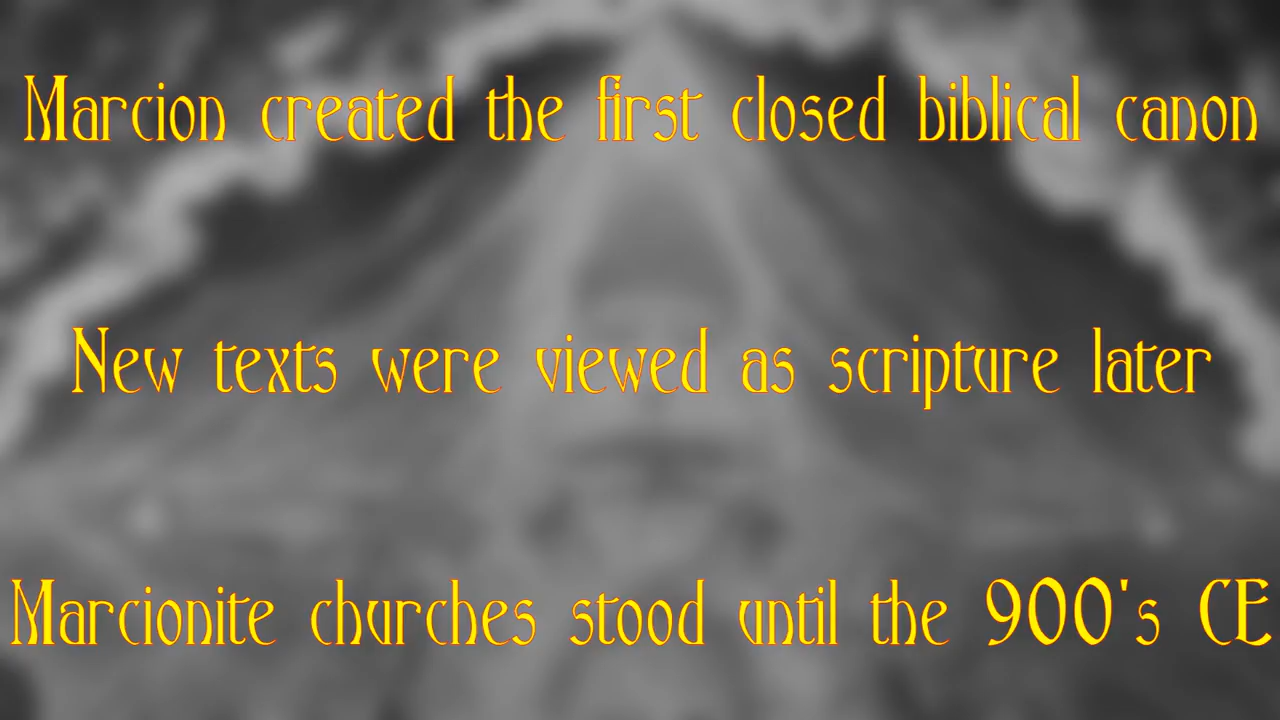 Marcion created the first closed biblical canon
New texts were viewed as scripture later
Marcionite churches stood until the 900's CE